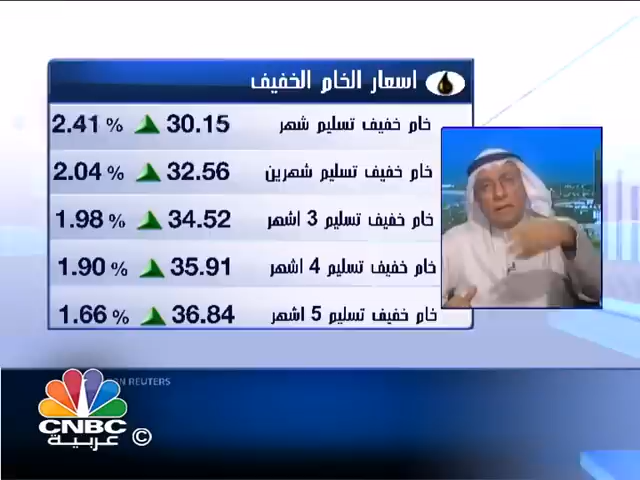 اسعار الخام الخفيف
خام خفيف تسليم شهر 30.15 2.41 %
خام خفيف تسليم شهرين 32.56 2.04 %
خام خفيف تسليم 3 اشهر 34.52 1.98 %
خام خفيف تسليم 4 اشهر 35.91 1.90 %
خام خفيف تسليم 5 اشهر 36.84 1.66 %
REUTERS
CNBC
عربية ©